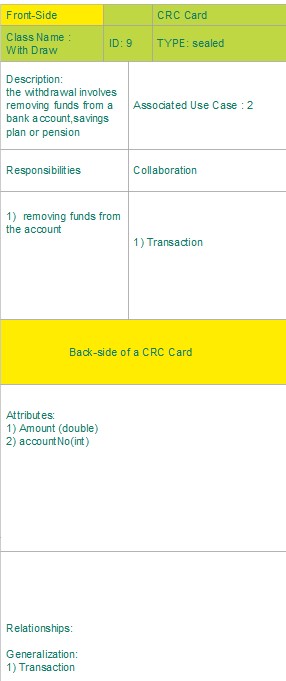 Front-Side CRC Card
Class Name :
With Draw
ID: 9
TYPE: sealed
Description:
the withdrawal involves
removing funds from a
bank account,savings
plan or pension
Associated Use Case : 2
Responsibilities
Collaboration
1) removing funds from
the account
1) Transaction
Back-side of a CRC Card
Attributes:
1) Amount (double)
2) accountNo(int)
Relationships:
Generalization:
1) Transaction